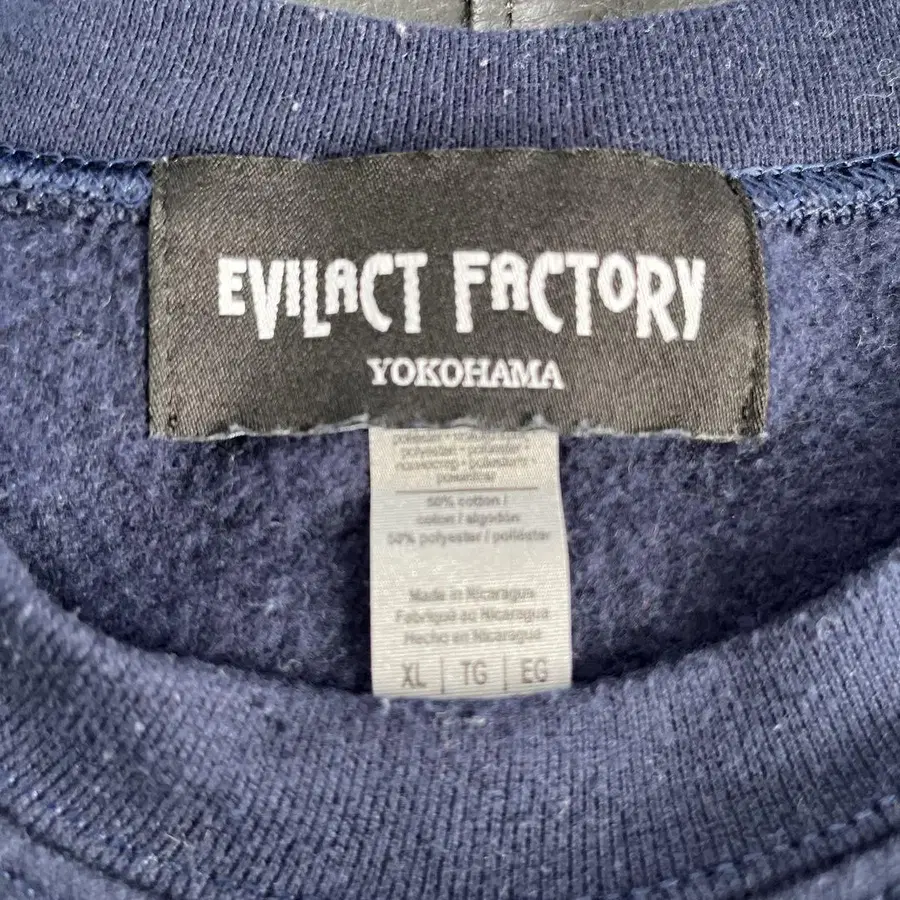 EVILACT FACTORY
YOKOHAMA
50% cotton /
coton / algodón
50% polyester / poliéster
Made in Nicaragua
Fabriqué au Nicaragua
Hecho en Nicaragua
XL | TG | EG